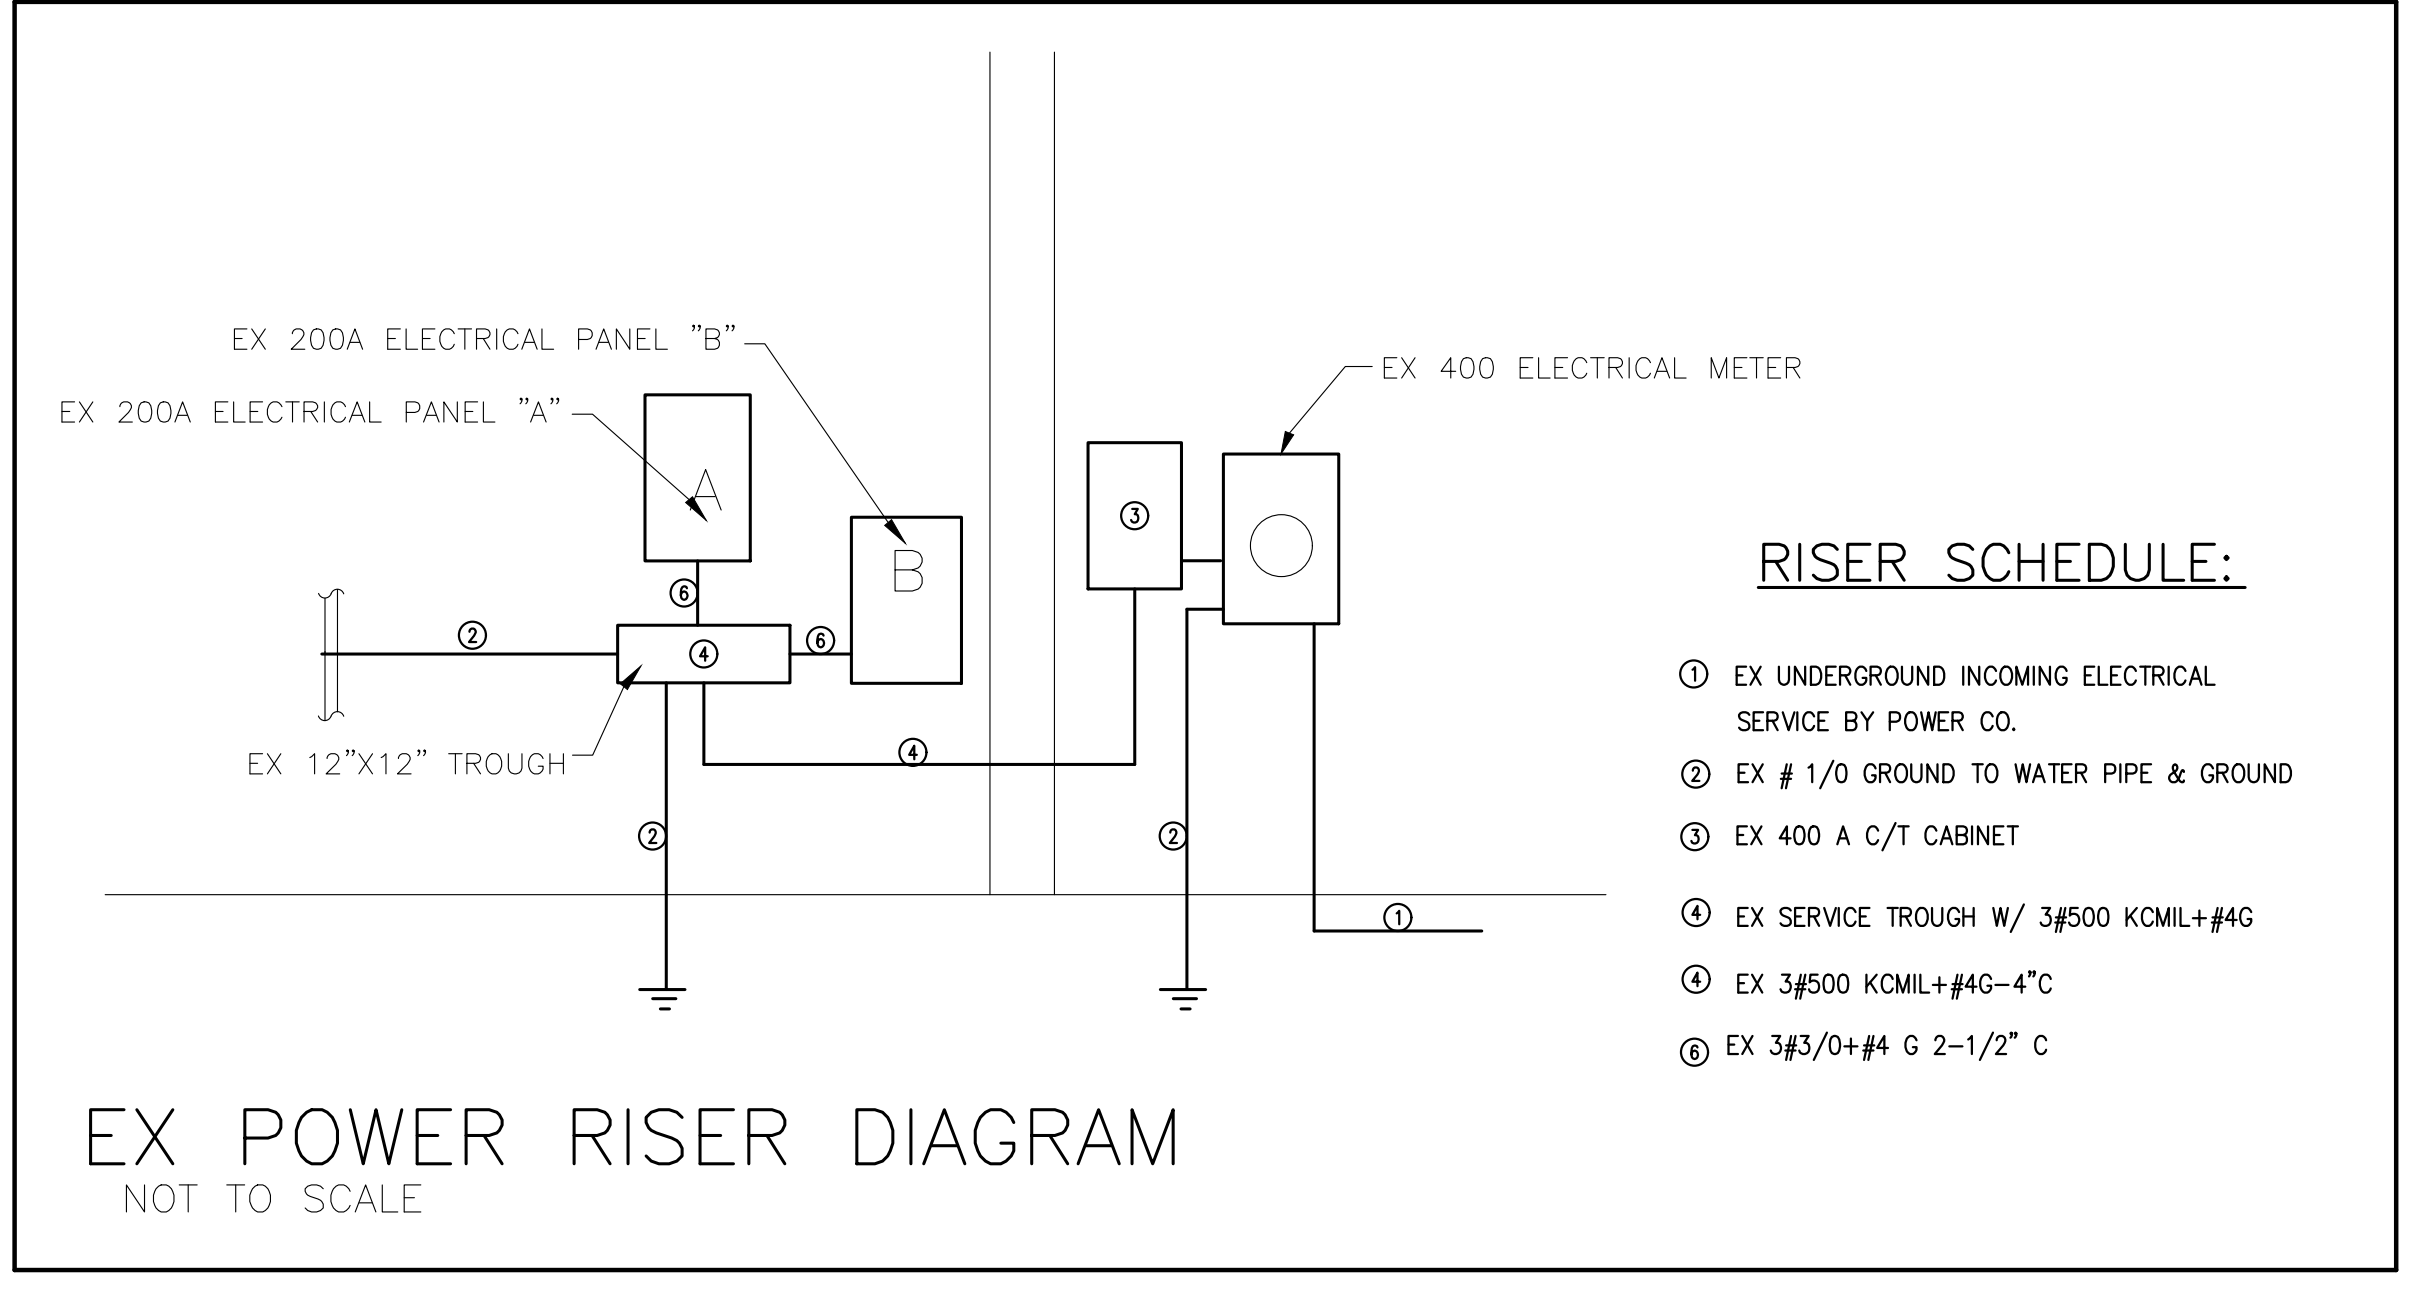 EX 200A ELECTRICAL PANEL "B"
EX 200A ELECTRICAL PANEL "A"
EX 400 ELECTRICAL METER
A
B
3
6
2
4
6
EX 12"X12" TROUGH
4
2
2
1
RISER SCHEDULE:
1 EX UNDERGROUND INCOMING ELECTRICAL
SERVICE BY POWER CO.
2 EX # 1/0 GROUND TO WATER PIPE & GROUND
3 EX 400 A C/T CABINET
4 EX SERVICE TROUGH W/ 3#500 KCMIL+#4G
4 EX 3#500 KCMIL+#4G-4"C
6 EX 3#3/0+#4 G 2-1/2" C
EX POWER RISER DIAGRAM
NOT TO SCALE